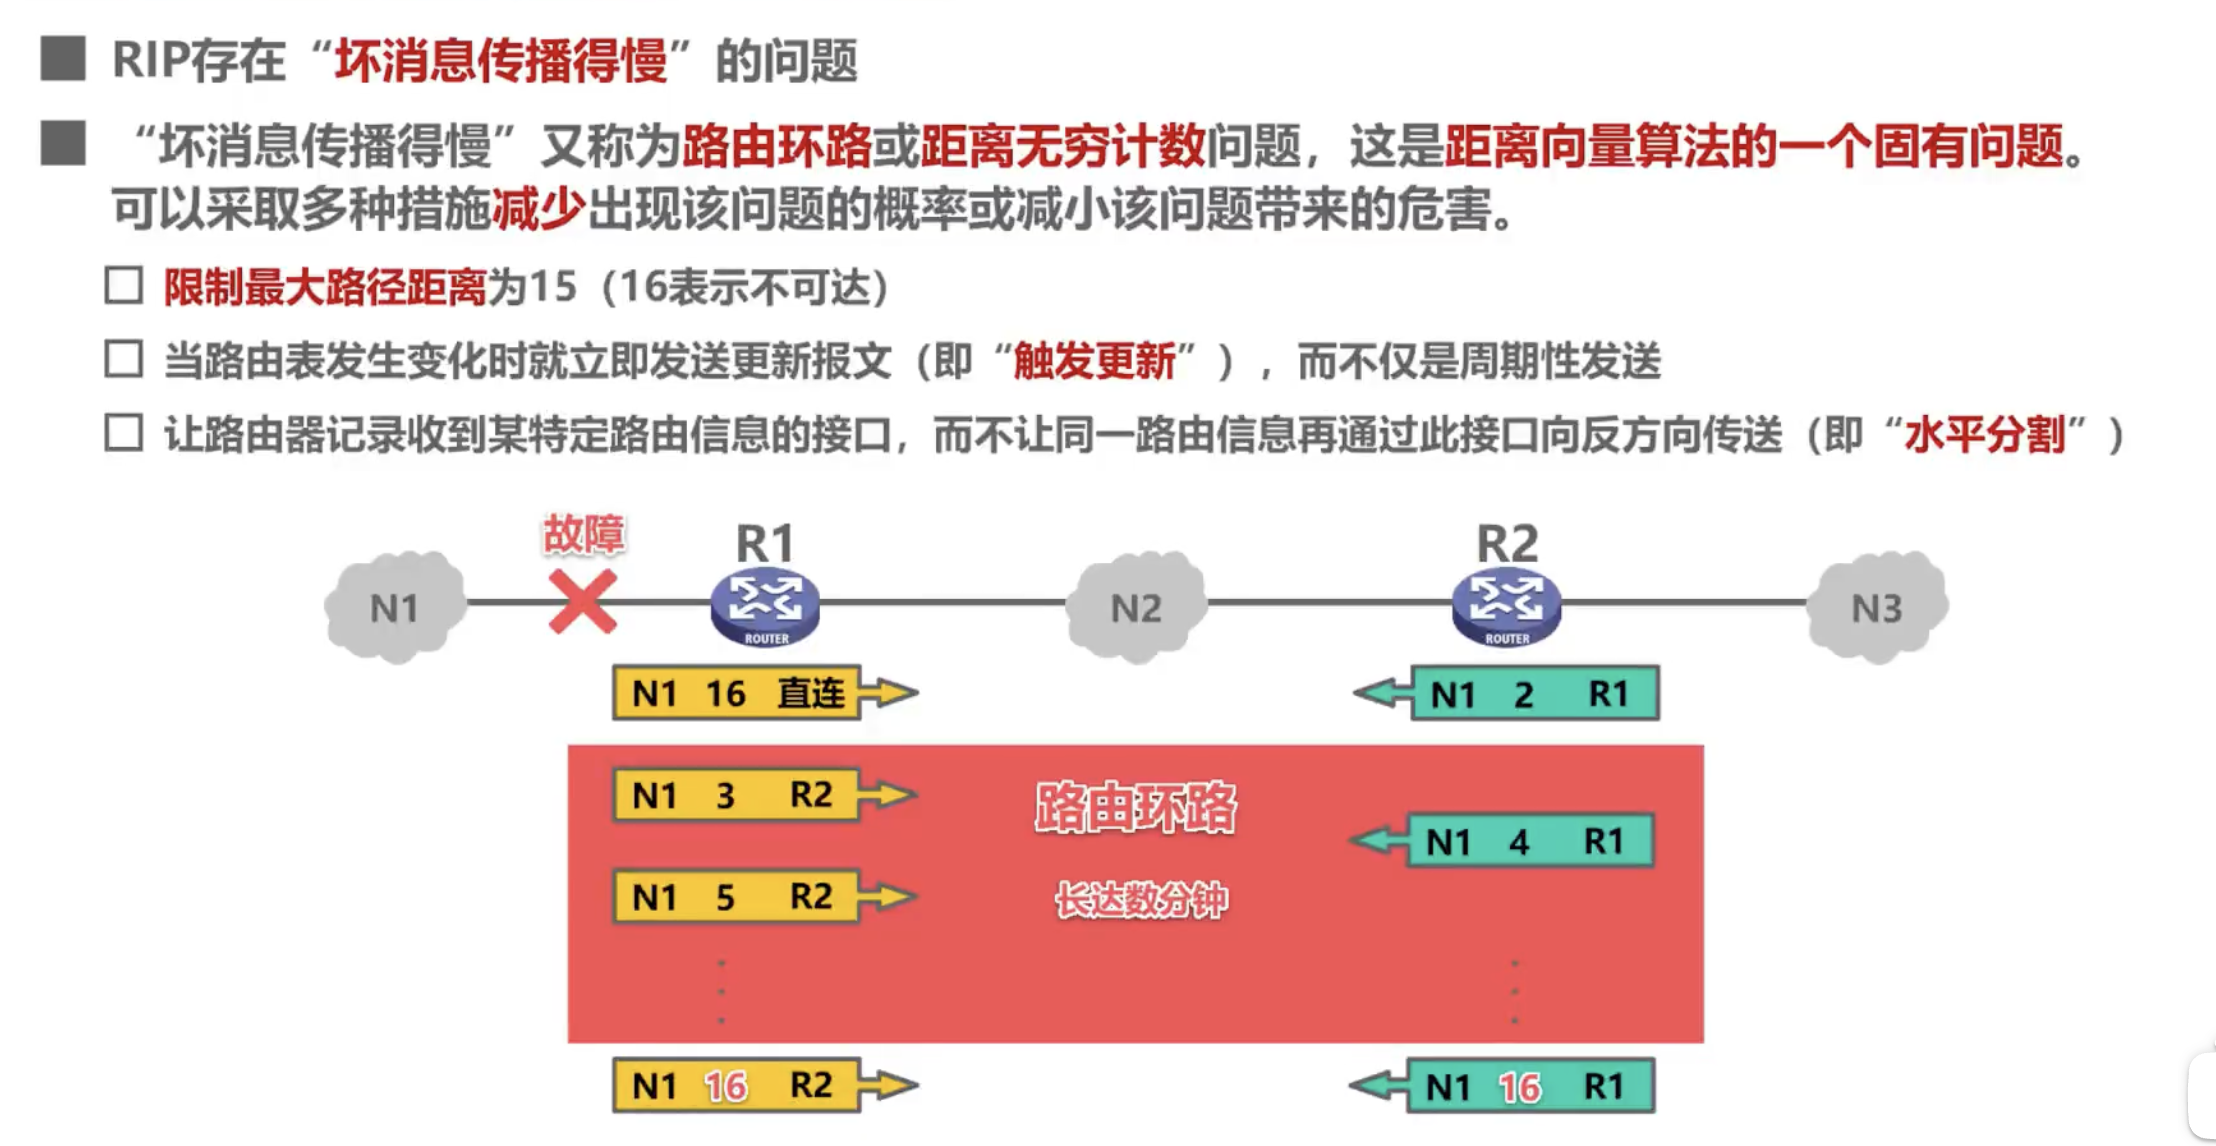 RIP存在“坏消息传播得慢”的问题
“坏消息传播得慢”又称为路由环路或距离无穷计数问题，这是距离向量算法的一个固有问题。
可以采取多种措施减少出现该问题的概率或减小该问题带来的危害。
限制最大路径距离为15（16表示不可达）
当路由表发生变化时就立即发送更新报文（即“触发更新”），而不仅是周期性发送
让路由器记录收到某特定路由信息的接口，而不让同一路由信息再通过此接口向反方向传送（即“水平分割”）
故障 R1 R2
N1 N2 N3
ROUTER ROUTER
N1 16 直连 N1 2 R1
N1 3 R2 路由环路
N1 4 R1
N1 5 R2 长达数分钟
N1 16 R2 N1 16 R1